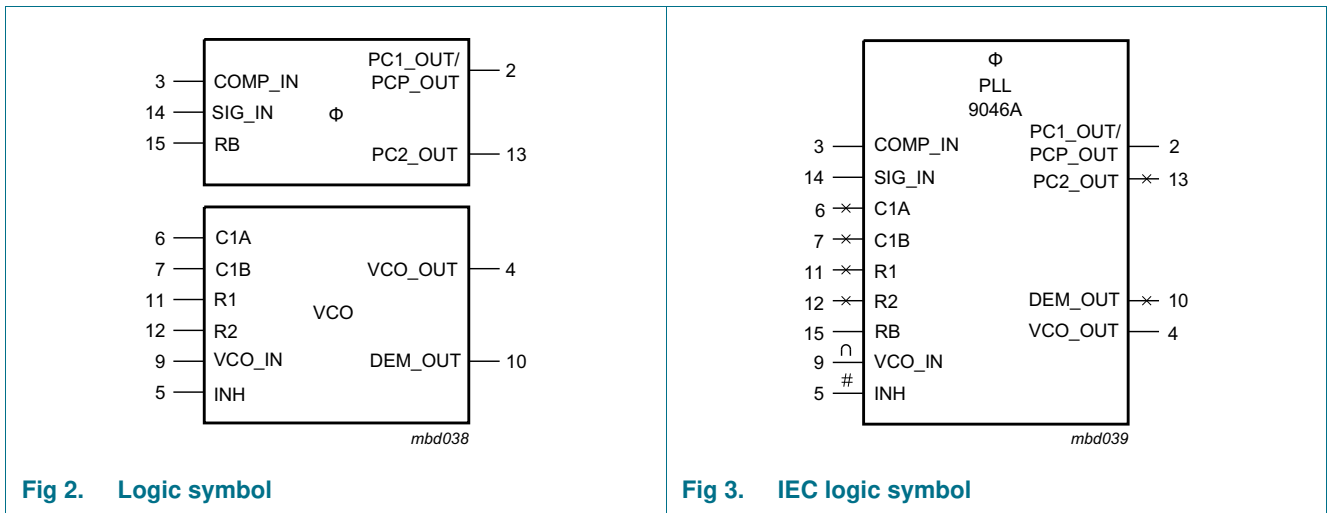 PC1_OUT/
3 COMP_IN PCP_OUT 2
14 SIG_IN Φ
15 RB
PC2_OUT 13
6 C1A
7 C1B VCO_OUT 4
11 R1
VCO
12 R2
9 VCO_IN DEM_OUT 10
5 INH
mbd038
Fig 2. Logic symbol
Φ
PLL
9046A
PC1_OUT/
3 COMP_IN PCP_OUT 2
14 SIG_IN PC2_OUT 13
6 C1A
7 C1B
11 R1
12 R2 DEM_OUT 10
15 RB VCO_OUT 4
∩
9 VCO_IN
#
5 INH
mbd039
Fig 3. IEC logic symbol